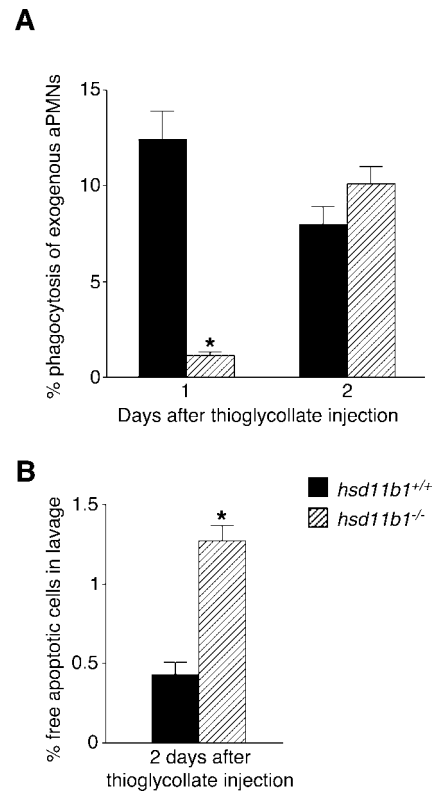 A
% phagocytosis of exogenous aPMNs
15
10
5
0
*
1
2
Days after thioglycollate injection
B
hsd11b1+/+
hsd11b1-/-
% free apoptotic cells in lavage
1.5
1
0.5
0
*
2 days after
thioglycollate injection